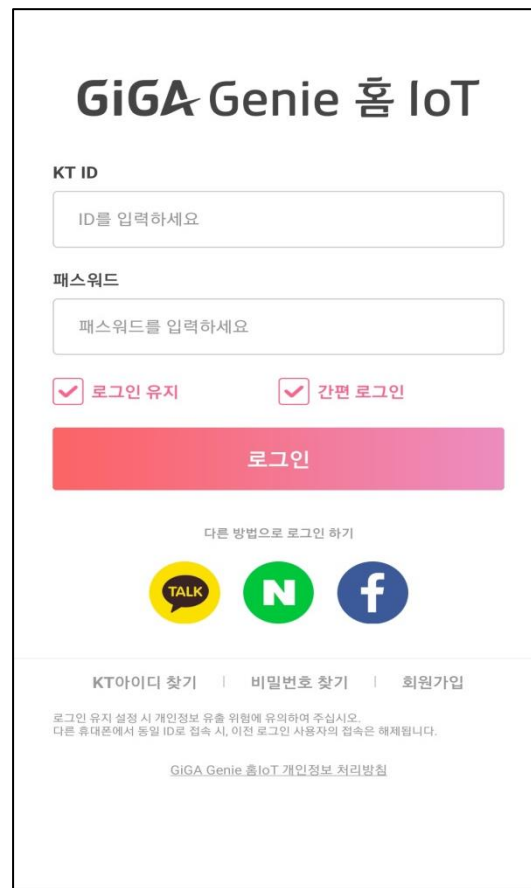 GiGA Genie 홈 IoT
KT ID
ID를 입력하세요
패스워드
패스워드를 입력하세요
로그인 유지 간편 로그인
로그인
다른 방법으로 로그인 하기
TALK N f
KT아이디 찾기 | 비밀번호 찾기 | 회원가입
로그인 유지 설정 시 개인정보 유출 위험에 유의하여 주십시오.
다른 휴대폰에서 동일 ID로 접속 시, 이전 로그인 사용자의 접속은 해제됩니다.
GiGA Genie 홈IoT 개인정보 처리방침